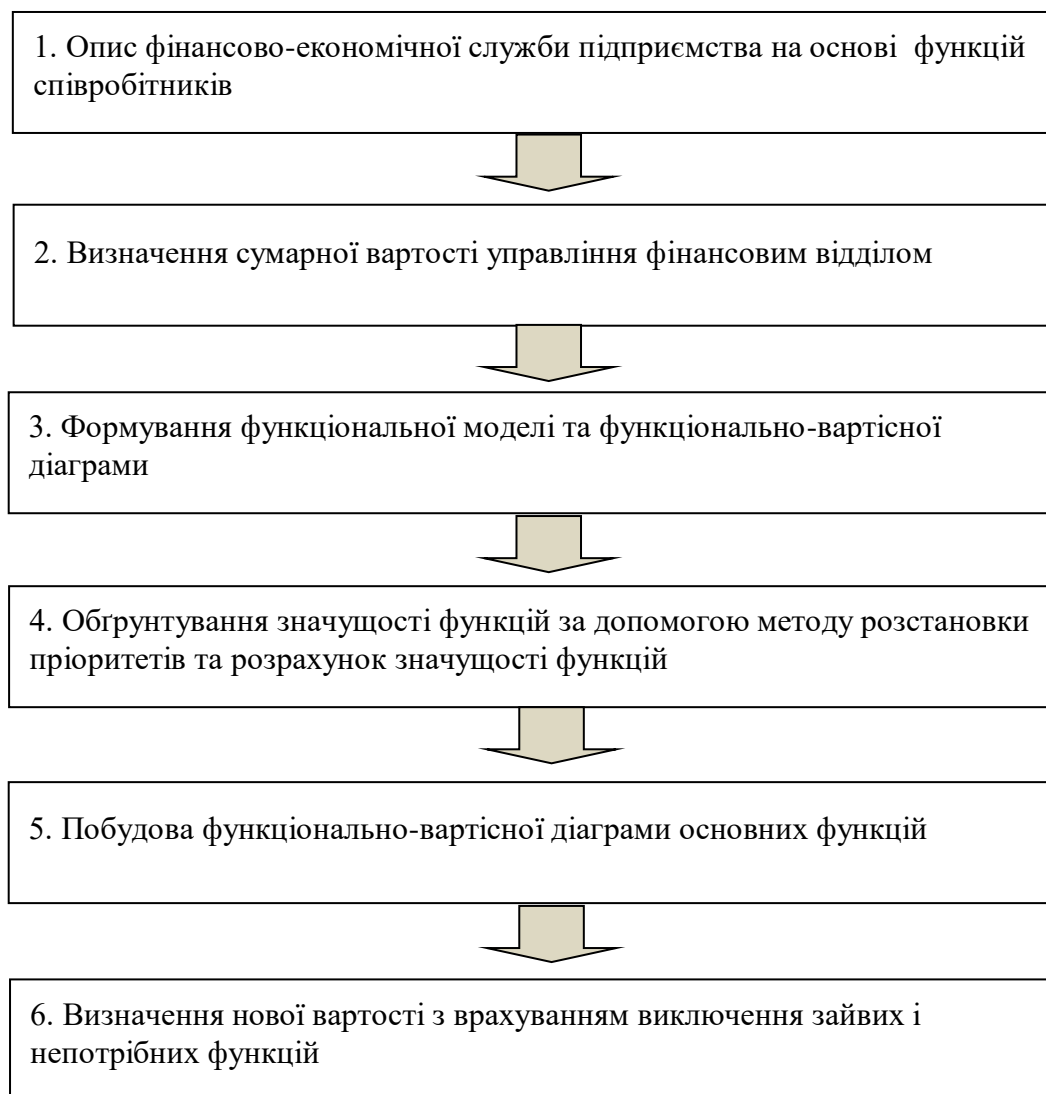 1. Опис фінансово-економічної служби підприємства на основі функцій
співробітників
2. Визначення сумарної вартості управління фінансовим відділом
3. Формування функціональної моделі та функціонально-вартісної
діаграми
4. Обґрунтування значущості функцій за допомогою методу розстановки
пріоритетів та розрахунок значущості функцій
5. Побудова функціонально-вартісної діаграми основних функцій
6. Визначення нової вартості з врахуванням виключення зайвих і
непотрібних функцій